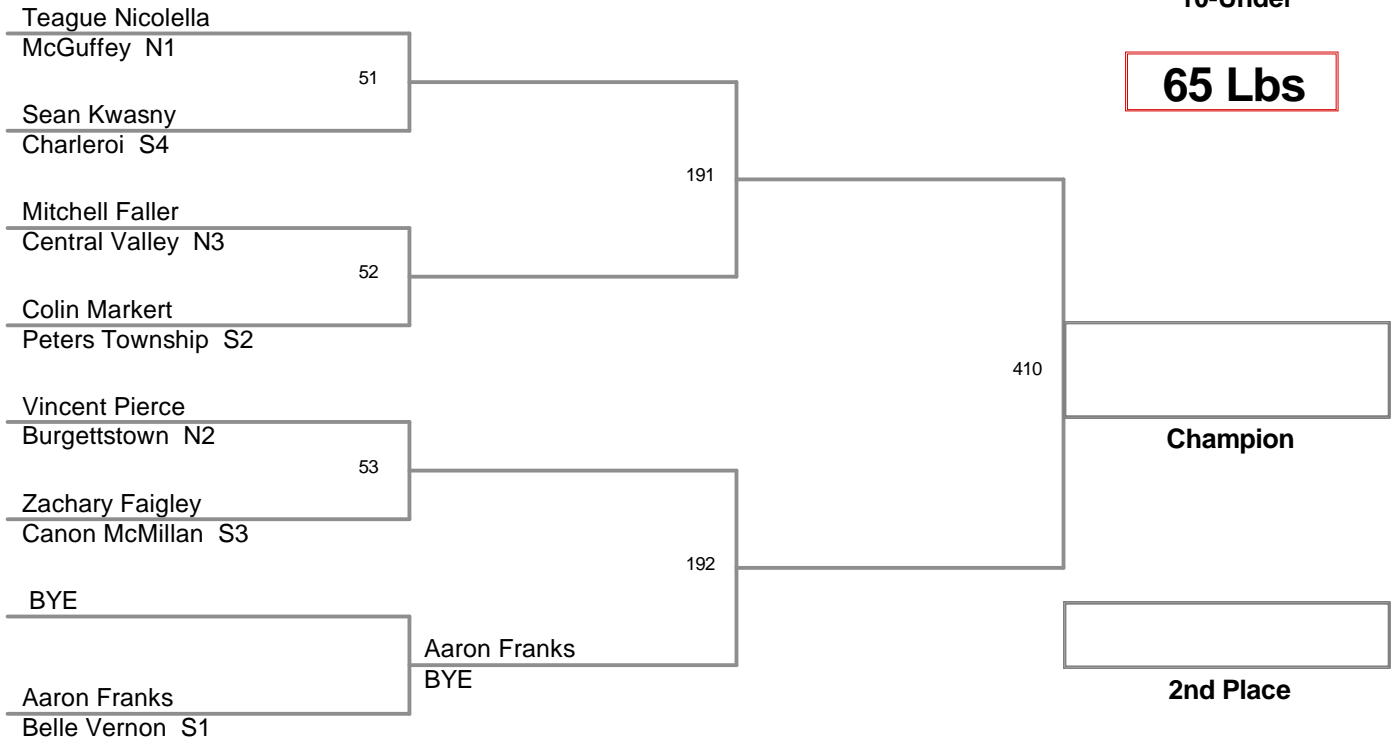 10-Under
65 Lbs
Teague Nicolella
McGuffey N1
51
Sean Kwasny
Charleroi S4
191
Mitchell Faller
Central Valley N3
52
Colin Markert
Peters Township S2
410
Champion
Vincent Pierce
Burgettstown N2
53
Zachary Faigley
Canon McMillan S3
192
BYE
Aaron Franks
BYE
Aaron Franks
Belle Vernon S1
2nd Place